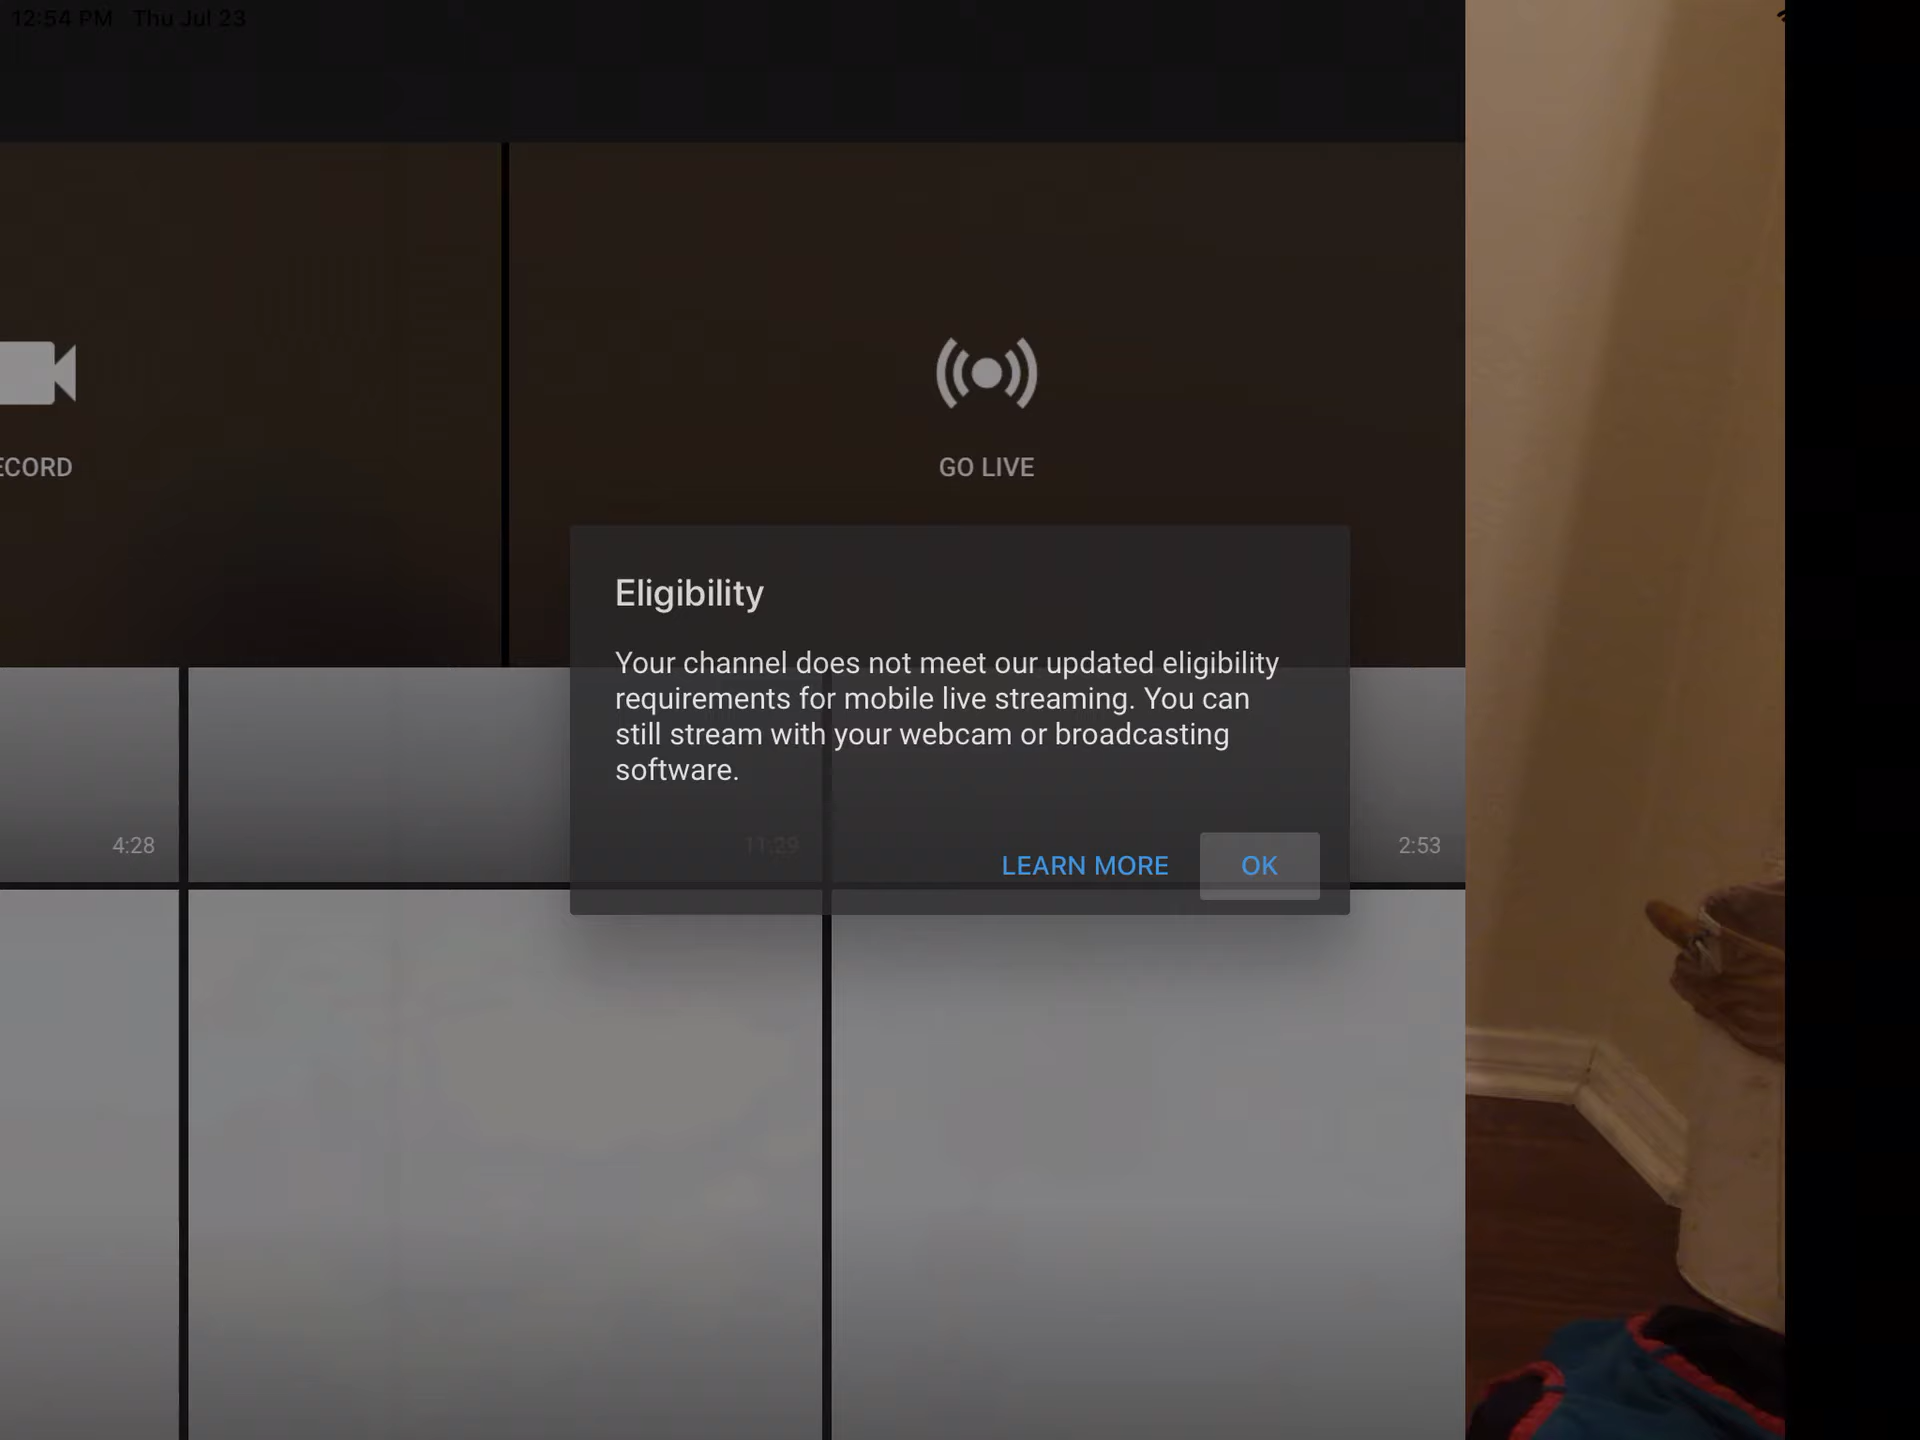 12:54 PM Thu Jul 23
ECORD
GO LIVE
Eligibility
Your channel does not meet our updated eligibility
requirements for mobile live streaming. You can
still stream with your webcam or broadcasting
software.
4:28
11:29
2:53
LEARN MORE
OK